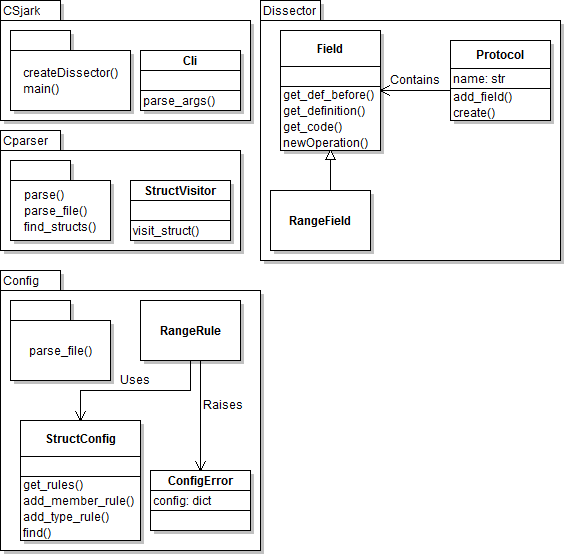 CSjark
createDissector()
main()
Cli
parse_args()
Dissector
Field
get_def_before()
get_definition()
get_code()
newOperation()
Contains
Protocol
name: str
add_field()
create()
RangeField
Cparser
parse()
parse_file()
find_structs()
StructVisitor
visit_struct()
Config
parse_file()
RangeRule
Uses
Raises
StructConfig
get_rules()
add_member_rule()
add_type_rule()
find()
ConfigError
config: dict